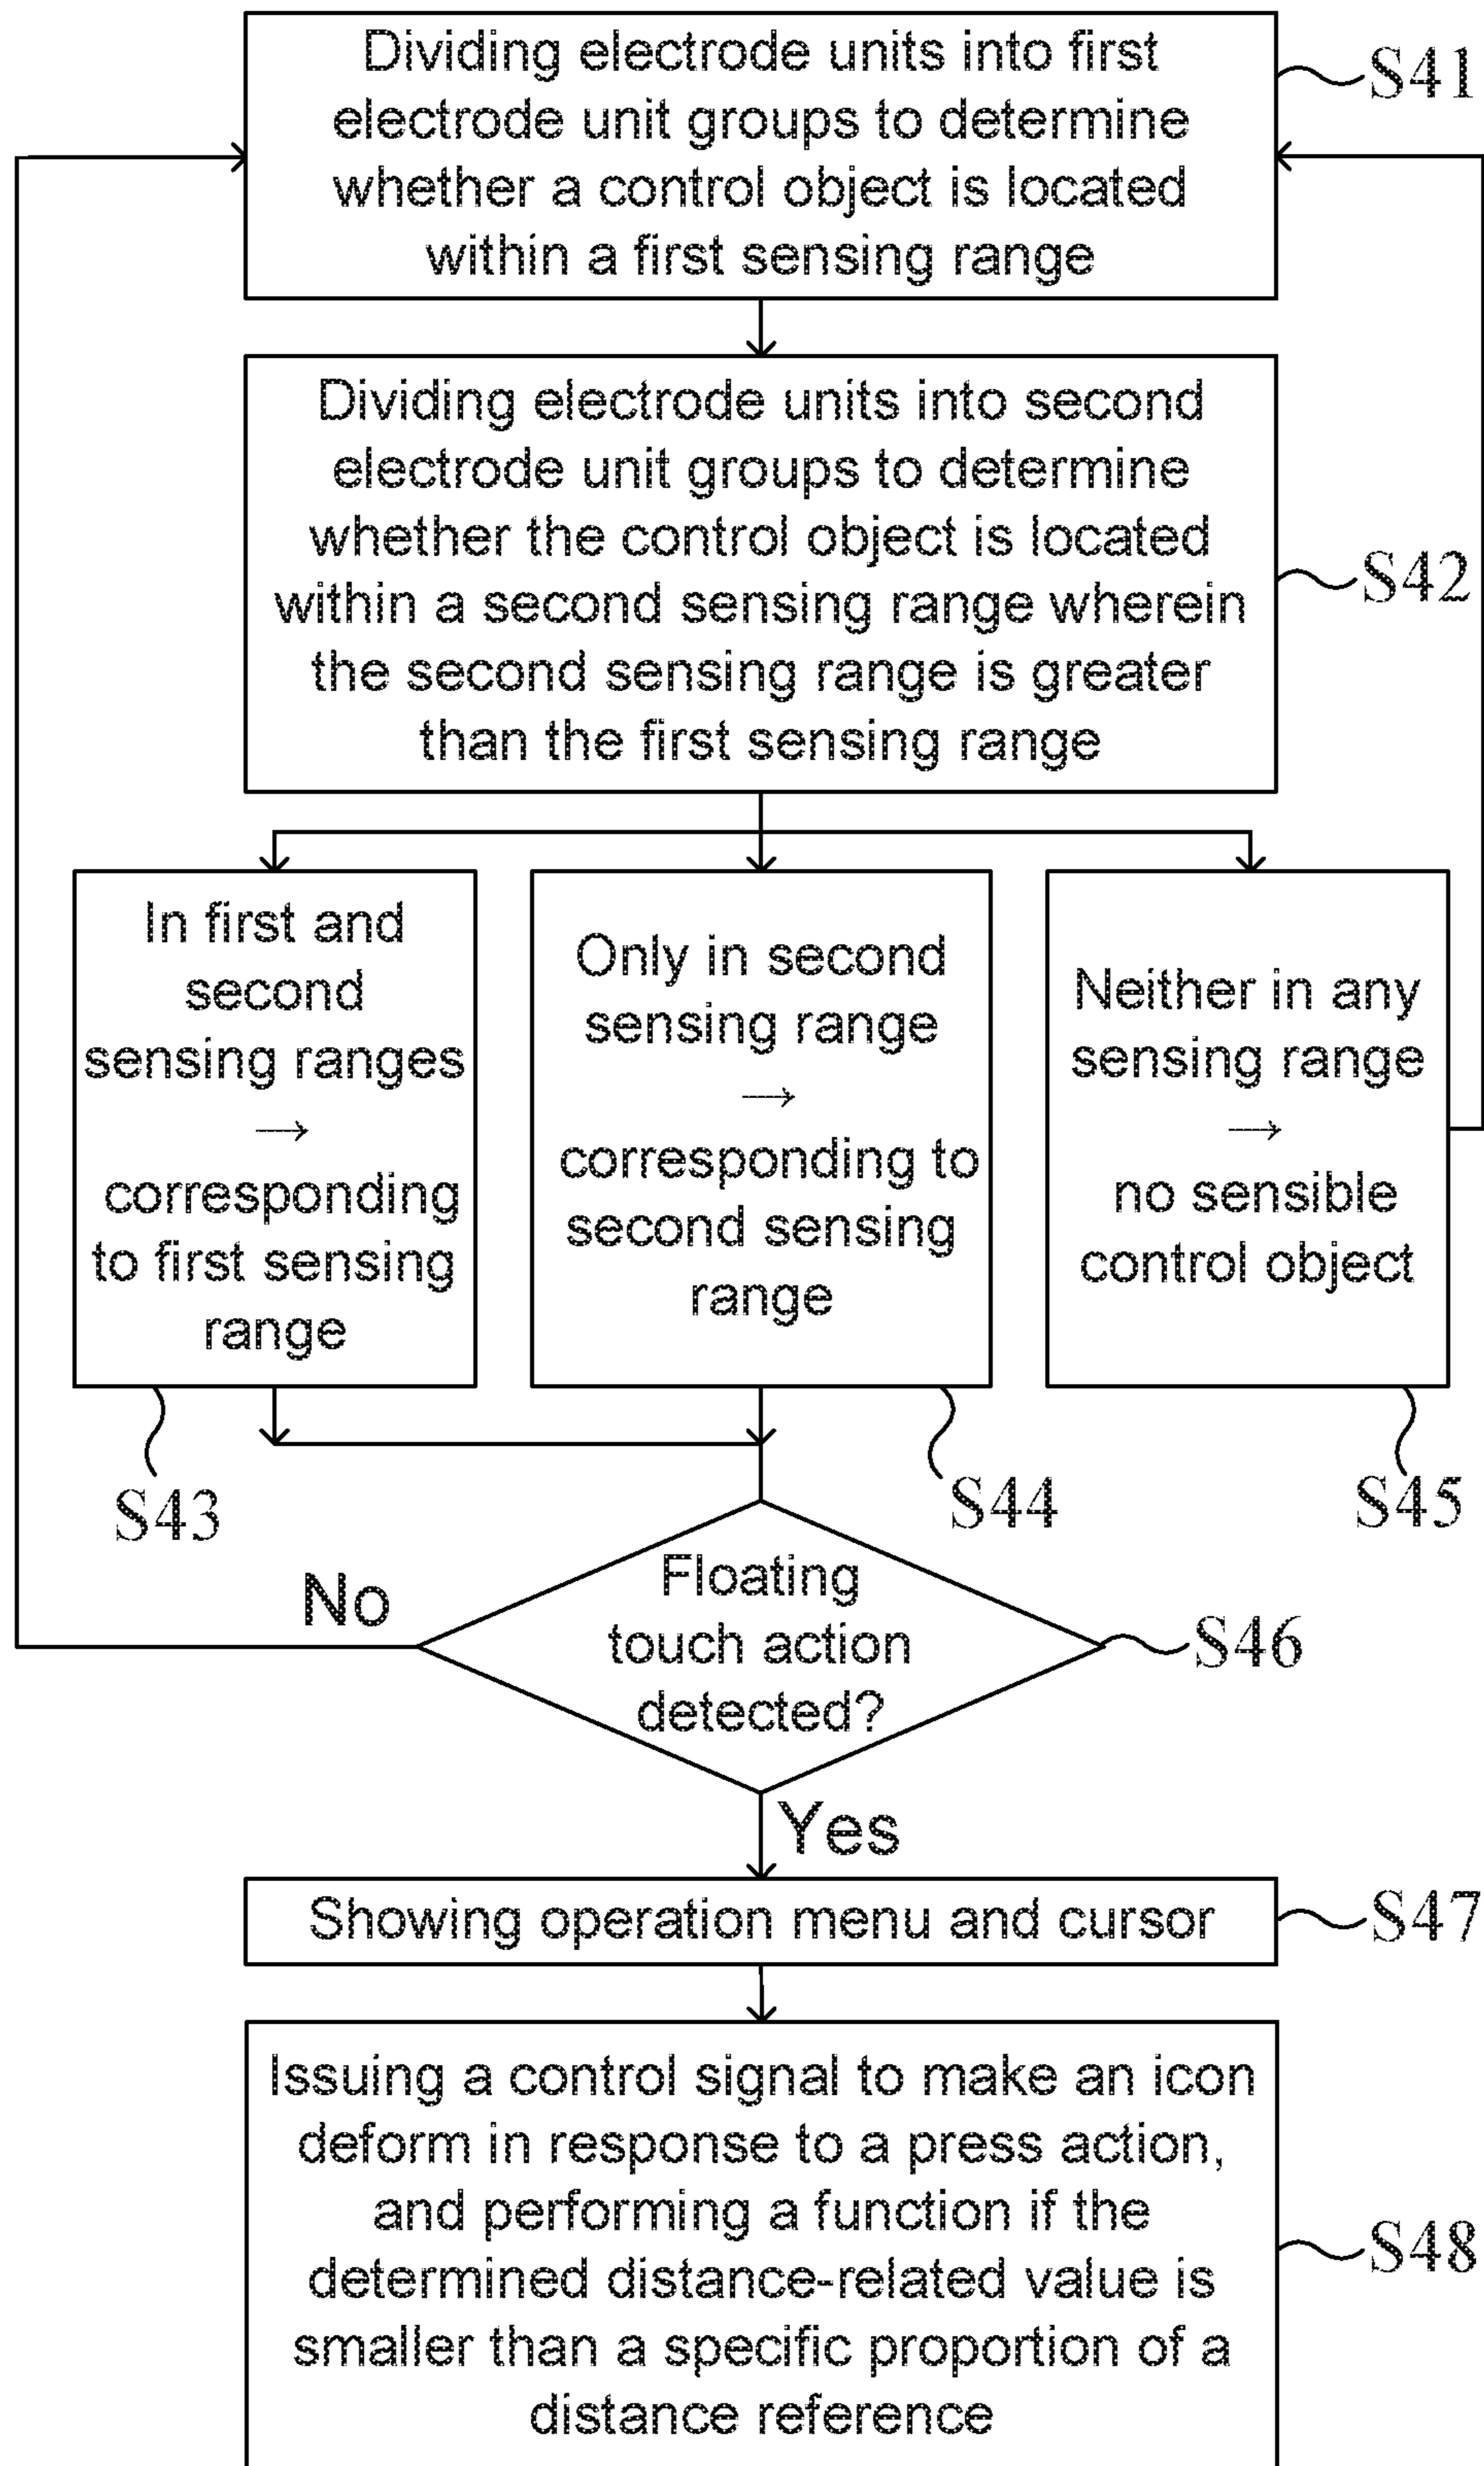 Dividing electrode units into first
electrode unit groups to determine
whether a control object is located
within a first sensing range
S41
Dividing electrode units into second
electrode unit groups to determine
whether the control object is located
within a second sensing range wherein
the second sensing range is greater
than the first sensing range
S42
In first and
second
sensing ranges
→
corresponding
to first sensing
range
S43
Only in second
sensing range
→
corresponding to
second sensing
range
S44
Neither in any
sensing range
→
no sensible
control object
S45
Floating
touch action
detected?
S46
No
Yes
Showing operation menu and cursor
S47
Issuing a control signal to make an icon
deform in response to a press action,
and performing a function if the
determined distance-related value is
smaller than a specific proportion of a
distance reference
S48